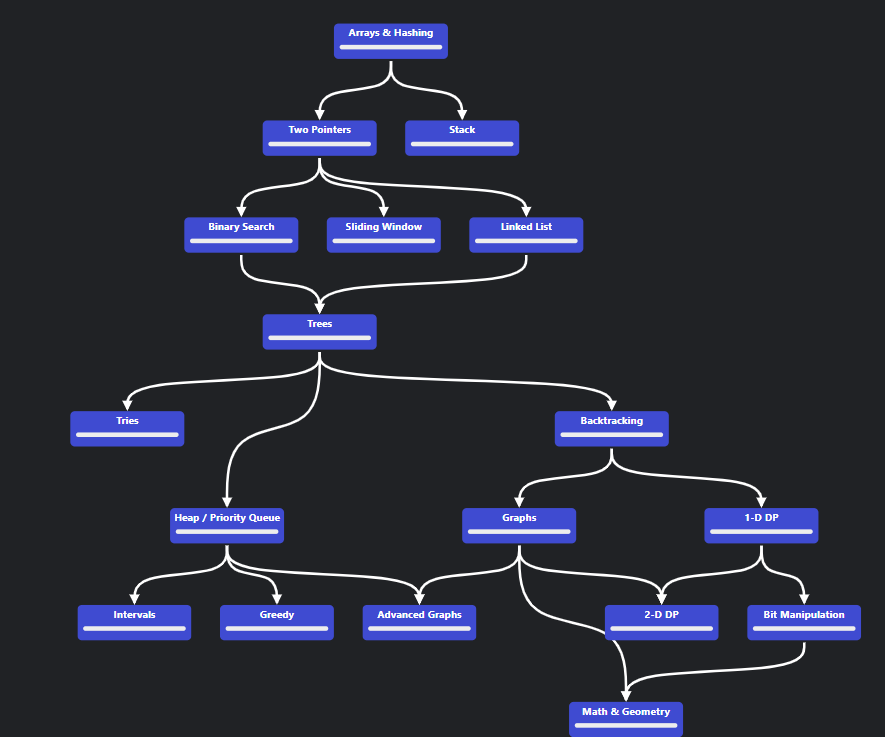 Arrays & Hashing
Two Pointers
Stack
Binary Search
Sliding Window
Linked List
Trees
Tries
Backtracking
Heap / Priority Queue
Graphs
1-D DP
Intervals
Greedy
Advanced Graphs
2-D DP
Bit Manipulation
Math & Geometry